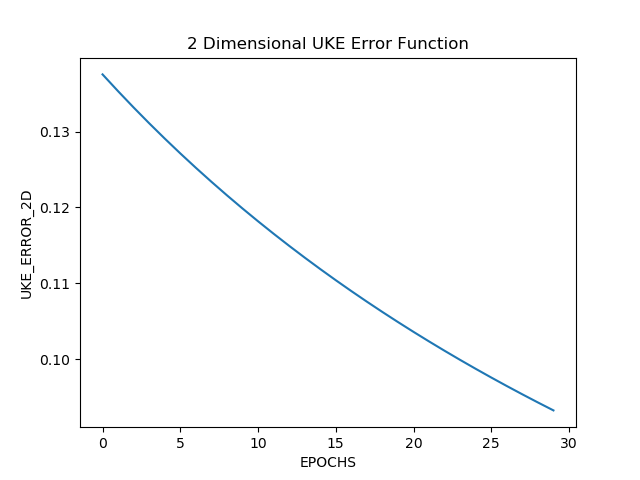 2 Dimensional UKE Error Function
UKE_ERROR_2D
0.13
0.12
0.11
0.10
0 5 10 15 20 25 30
EPOCHS